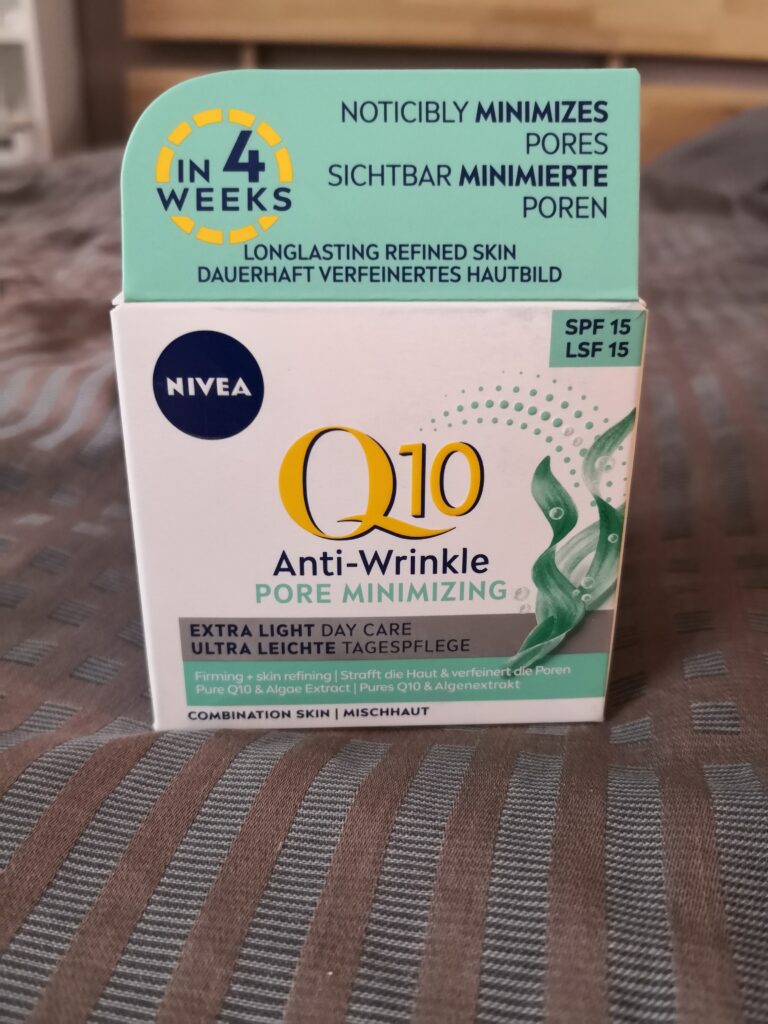 NOTICIBLY MINIMIZES
PORES
SICHTBAR MINIMIERTE
POREN
IN 4
WEEKS
LONGLASTING REFINED SKIN
DAUERHAFT VERFEINERTES HAUTBILD
SPF 15
LSF 15
NIVEA
Q10
Anti-Wrinkle
PORE MINIMIZING
EXTRA LIGHT DAY CARE
ULTRA LEICHTE TAGESPFLEGE
Firming + skin refining | Strafft die Haut & verfeinert die Poren
Pure Q10 & Algae Extract | Pures Q10 & Algenextrakt
COMBINATION SKIN | MISCHHAUT